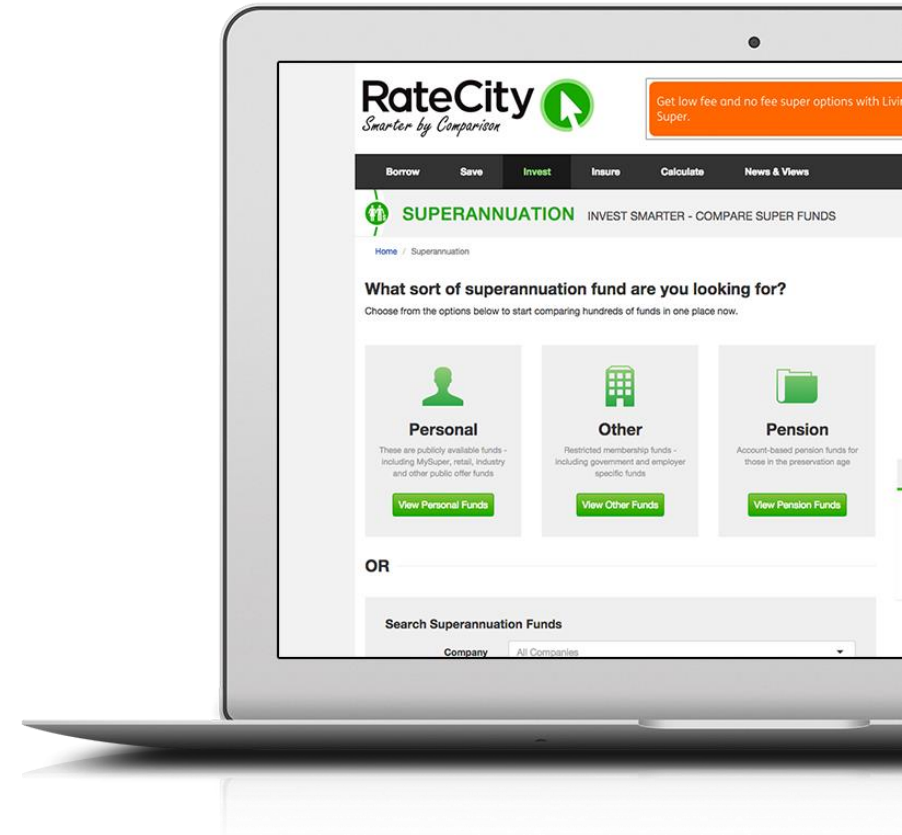 RateCity
Smarter by Comparison
Get low fee and no fee super options with
Super.
Borrow Save Invest Insure Calculate News & Views
SUPERANNUATION INVEST SMARTER - COMPARE SUPER FUNDS
Home / Superannuation
What sort of superannuation fund are you looking for?
Choose from the options below to start comparing hundreds of funds in one place now.
Personal
These are publicly available funds -
including MySuper, retail, industry
and other public offer funds
View Personal Funds
Other
Restricted membership funds -
including government and employer
specific funds
View Other Funds
Pension
Account-based pension funds for
those in the preservation age
View Pension Funds
OR
Search Superannuation Funds
Company All Companies